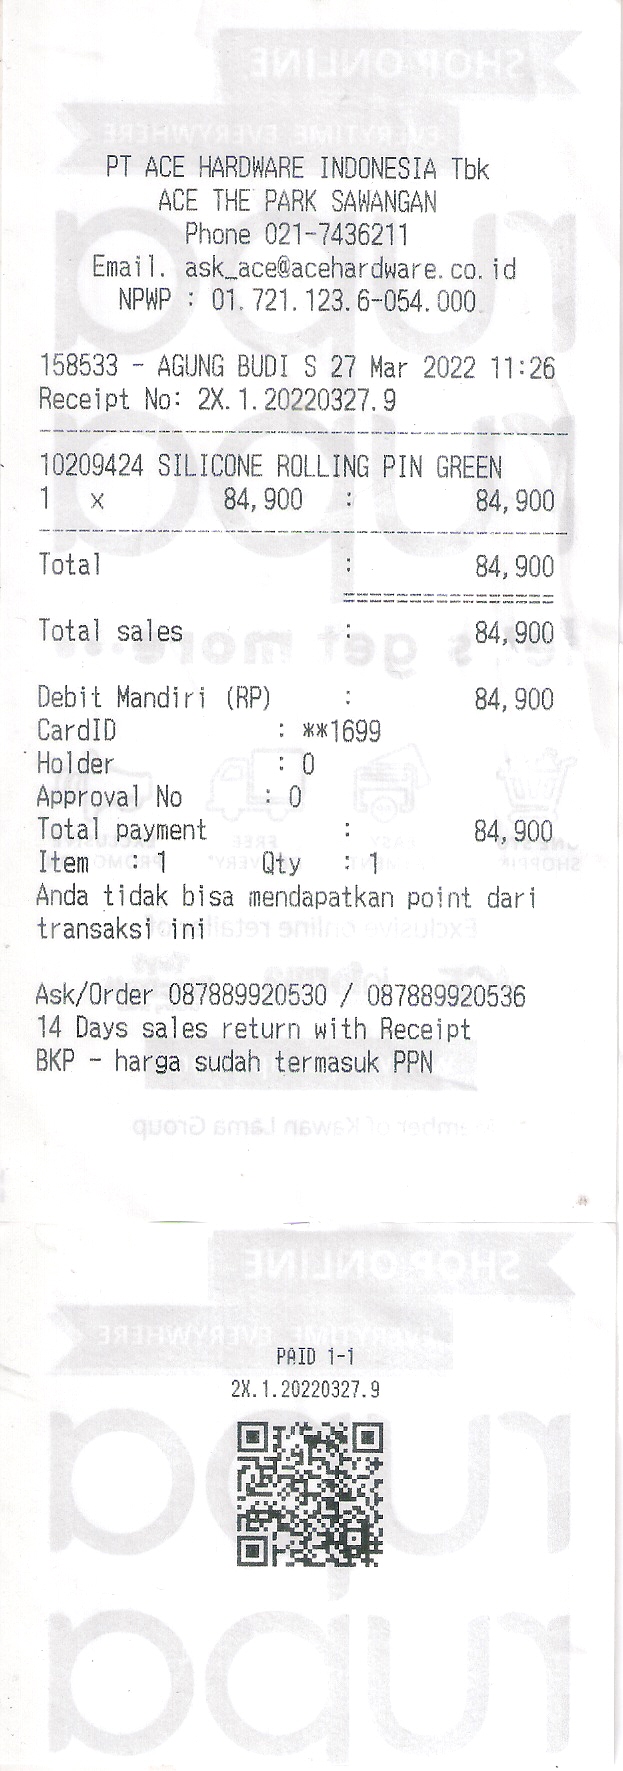 PT ACE HARDWARE INDONESIA Tbk
ACE THE PARK SAWANGAN
Phone 021-7436211
Email. ask_ace@acehardware.co.id
NPWP : 01.721.123.6-054.000
158533 - AGUNG BUDI S 27 Mar 2022 11:26
Receipt No: 2X.1.20220327.9
10209424 SILICONE ROLLING PIN GREEN
1 x 84,900 : 84,900
Total : 84,900
Total sales : 84,900
Debit Mandiri (RP) : 84,900
CardID : **1699
Holder : 0
Approval No : 0
Total payment : 84,900
Item : 1 Qty : 1
Anda tidak bisa mendapatkan point dari
transaksi ini
Ask/Order 087889920530 / 087889920536
14 Days sales return with Receipt
BKP - harga sudah termasuk PPN
PAID 1-1
2X.1.20220327.9
SHOP ONLINE
EVERYTIME EVERYWHERE